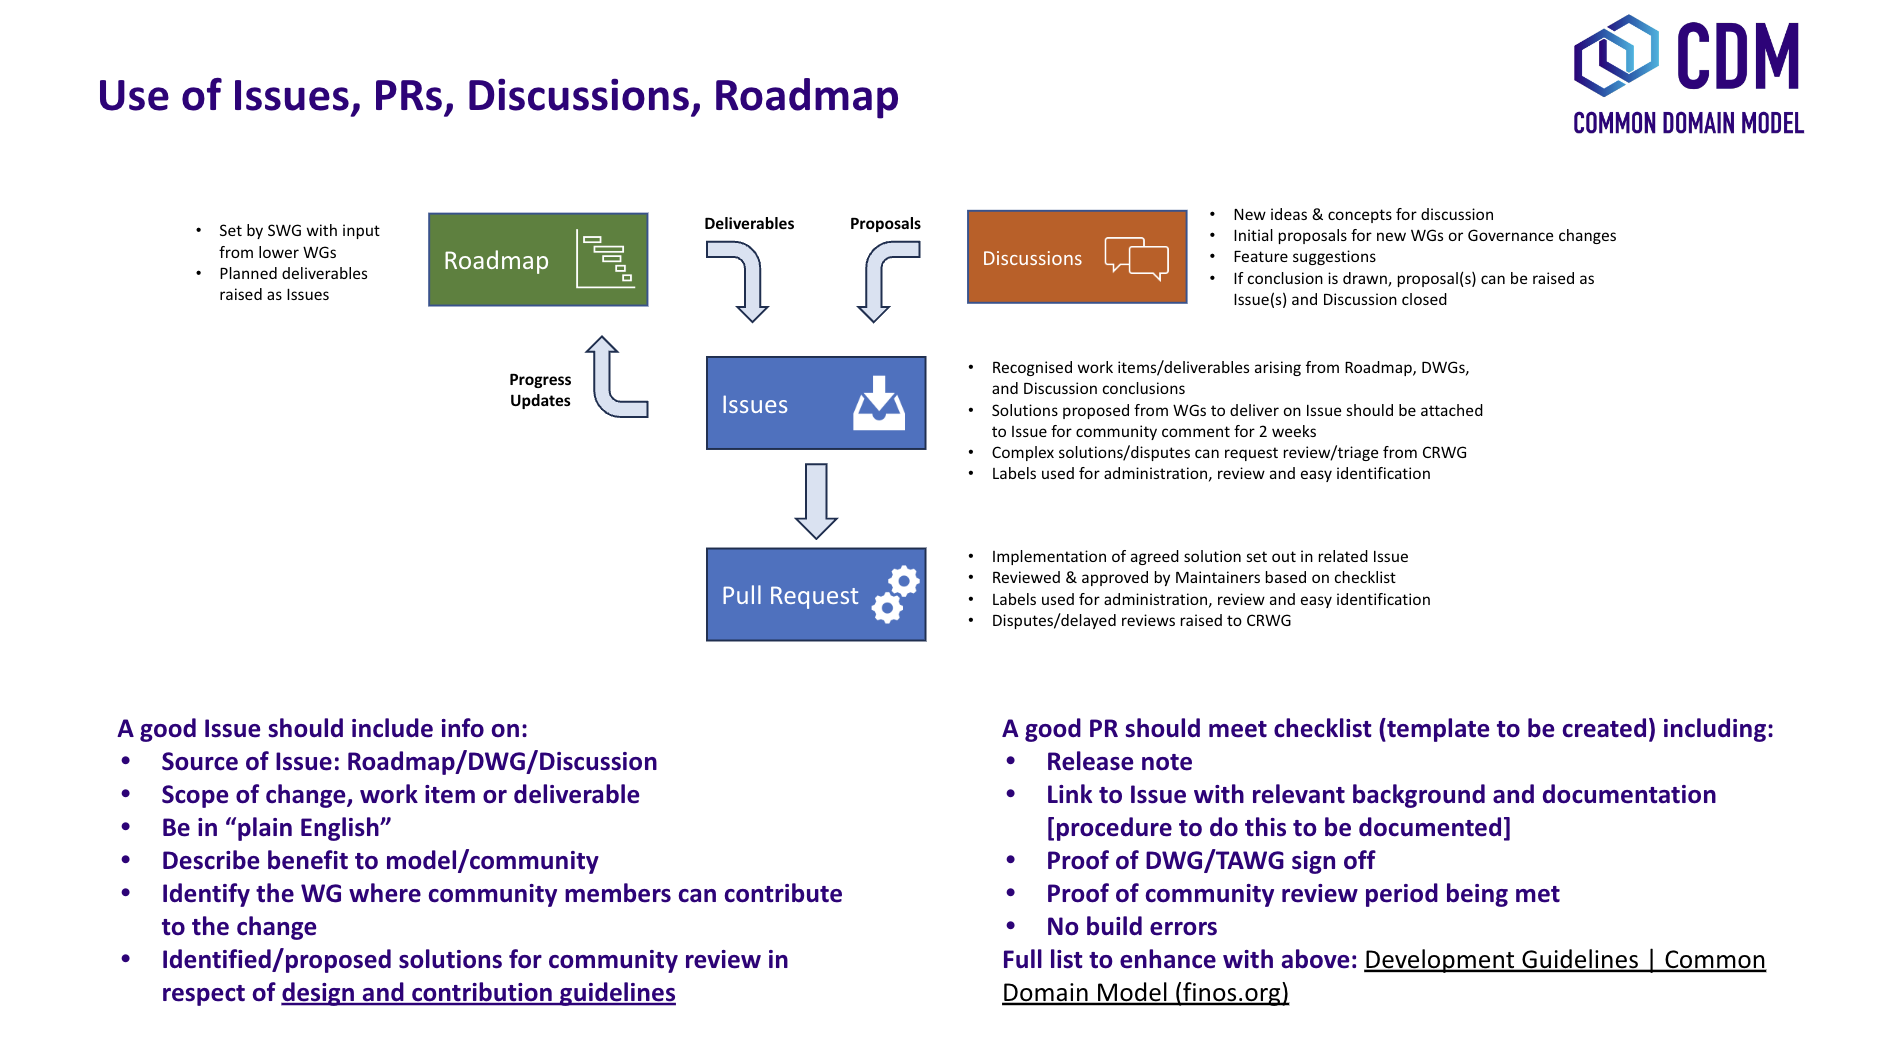 Use of Issues, PRs, Discussions, Roadmap
CDM
COMMON DOMAIN MODEL
• Set by SWG with input
from lower WGs
• Planned deliverables
raised as Issues
Roadmap
Deliverables
Proposals
Discussions
• New ideas & concepts for discussion
• Initial proposals for new WGs or Governance changes
• Feature suggestions
• If conclusion is drawn, proposal(s) can be raised as
Issue(s) and Discussion closed
Progress
Updates
Issues
• Recognised work items/deliverables arising from Roadmap, DWGs,
and Discussion conclusions
• Solutions proposed from WGs to deliver on Issue should be attached
to Issue for community comment for 2 weeks
• Complex solutions/disputes can request review/triage from CRWG
• Labels used for administration, review and easy identification
Pull Request
• Implementation of agreed solution set out in related Issue
• Reviewed & approved by Maintainers based on checklist
• Labels used for administration, review and easy identification
• Disputes/delayed reviews raised to CRWG
A good Issue should include info on:
• Source of Issue: Roadmap/DWG/Discussion
• Scope of change, work item or deliverable
• Be in “plain English”
• Describe benefit to model/community
• Identify the WG where community members can contribute
to the change
• Identified/proposed solutions for community review in
respect of design and contribution guidelines
A good PR should meet checklist (template to be created) including:
• Release note
• Link to Issue with relevant background and documentation
[procedure to do this to be documented]
• Proof of DWG/TAWG sign off
• Proof of community review period being met
• No build errors
Full list to enhance with above: Development Guidelines | Common
Domain Model (finos.org)